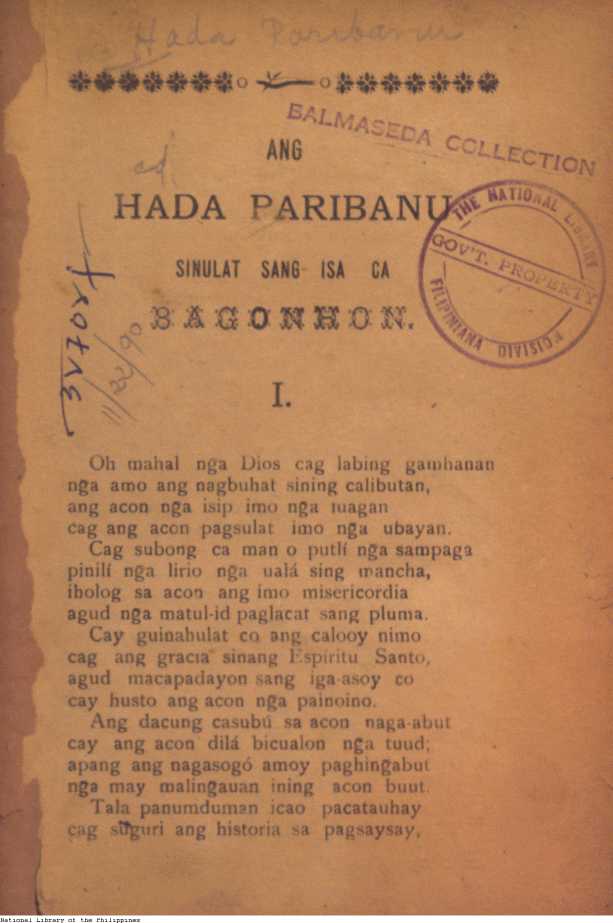 Hada Paribanu
BALMASEDA COLLECTION
ANG
HADA PARIBANU
THE NATIONAL LIBRARY
GOV'T. PROPERTY
FILIPINIANA DIVISION
SINULAT SANG ISA CA
BAGONHON.
11/22/90
I.
Oh mahal nga Dios cag labing gamhanan
nga amo ang nagbuhat sining calibutan,
ang acon nga isip imo nga tuagan
cag ang acon pagsulat imo nga ubayan.
Cag subong ca man o putlí nga sampaga
pinilí nga lirio nga ualá sing mancha,
iholog sa acon ang imo misericordia
agud nga matul-id paglacat sang pluma.
Cay guinahulat co ang calooy nimo
cag ang gracia sinang Espiritu Santo,
agud macapadayon sang iga-asoy co
cay husto ang acon nga painoino.
Ang dacung casubú sa acon naga-abut
cay ang acon dilá bicualon nga tuud;
apang ang nagasogó amoy paghingabut
nga may malingauan ining acon buut.
Tala panumduman icao pacatauhay
cag suguri ang historia sa pagsaysay,
National Library of the Philippines